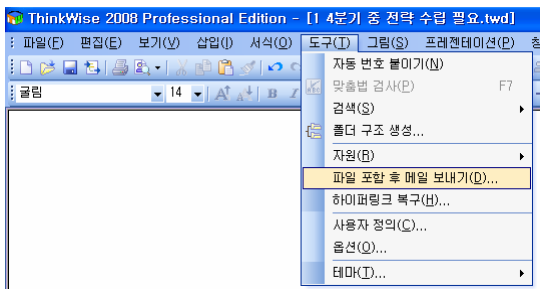 ThinkWise 2008 Professional Edition - [1 4분기 중 전략 수립 필요.twd]
파일(F) 편집(E) 보기(V) 삽입(I) 서식(O) 도구(T) 그림(S) 프레젠테이션(P)
굴림 14 B I
자동 번호 붙이기(N)
맞춤법 검사(P) F7
검색(S)
폴더 구조 생성...
자원(R)
파일 포함 후 메일 보내기(D)...
하이퍼링크 복구(H)...
사용자 정의(C)...
옵션(O)...
테마(T)...